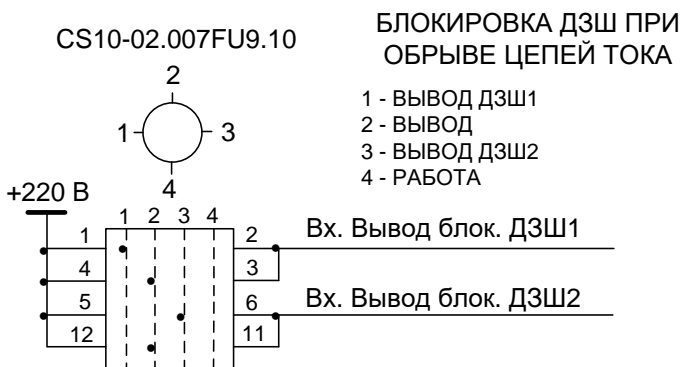 CS10-02.007FU9.10
БЛОКИРОВКА ДЗШ ПРИ
ОБРЫВЕ ЦЕПЕЙ ТОКА
2
1 3
4
1 - ВЫВОД ДЗШ1
2 - ВЫВОД
3 - ВЫВОД ДЗШ2
4 - РАБОТА
+220 В
1 2 3 4
1 2 Вх. Вывод блок. ДЗШ1
4 3
5 6 Вх. Вывод блок. ДЗШ2
12 11